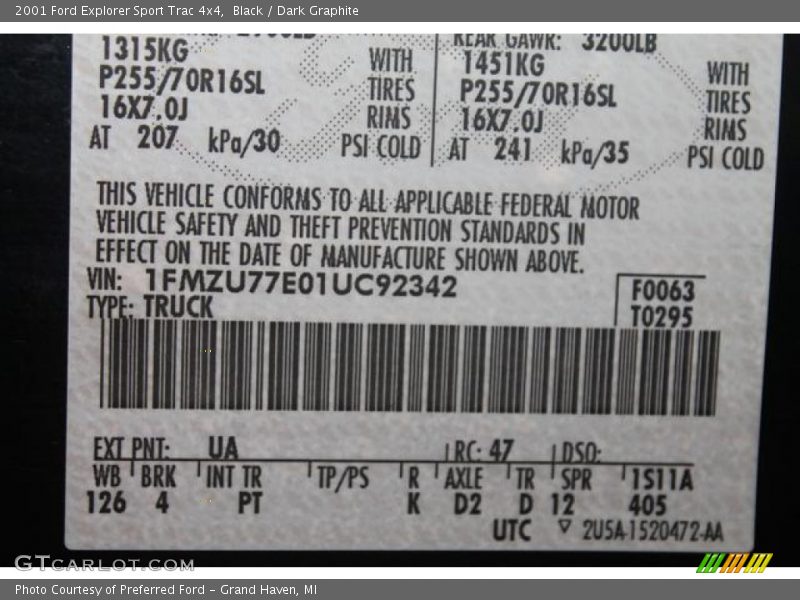 2001 Ford Explorer Sport Trac 4x4,  Black / Dark Graphite
REAR GAWR: 3200LB
1315KG WITH 1451KG WITH
P255/70R16SL TIRES P255/70R16SL TIRES
16X7.0J RIMS 16X7.0J RIMS
AT 207 kPa/30 PSI COLD AT 241 kPa/35 PSI COLD
THIS VEHICLE CONFORMS TO ALL APPLICABLE FEDERAL MOTOR
VEHICLE SAFETY AND THEFT PREVENTION STANDARDS IN
EFFECT ON THE DATE OF MANUFACTURE SHOWN ABOVE.
VIN: 1FMZU77E01UC92342 F0063
TYPE: TRUCK T0295
EXT PNT: UA RC: 47 DSO:
WB BRK INT TR TP/PS R AXLE TR SPR 1S11A
126 4 PT K D2 D 12 405
UTC ▽ 2U5A-1520472-AA
GTCARLOT.COM
Photo Courtesy of Preferred Ford – Grand Haven, MI